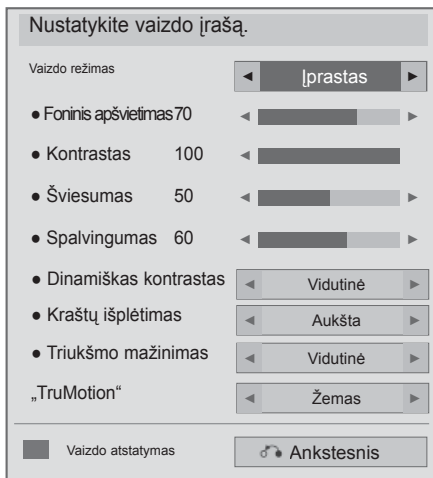 Nustatykite vaizdo įrašą.
Vaizdo režimas ◄ Įprastas ►
● Foninis apšvietimas 70 ◄ ►
● Kontrastas 100 ◄
● Šviesumas 50 ◄ ►
● Spalvingumas 60 ◄ ►
● Dinamiškas kontrastas ◄ Vidutinė ►
● Kraštų išplėtimas ◄ Aukšta ►
● Triukšmo mažinimas ◄ Vidutinė ►
„TruMotion“ ◄ Žemas ►
Vaizdo atstatymas Ankstesnis